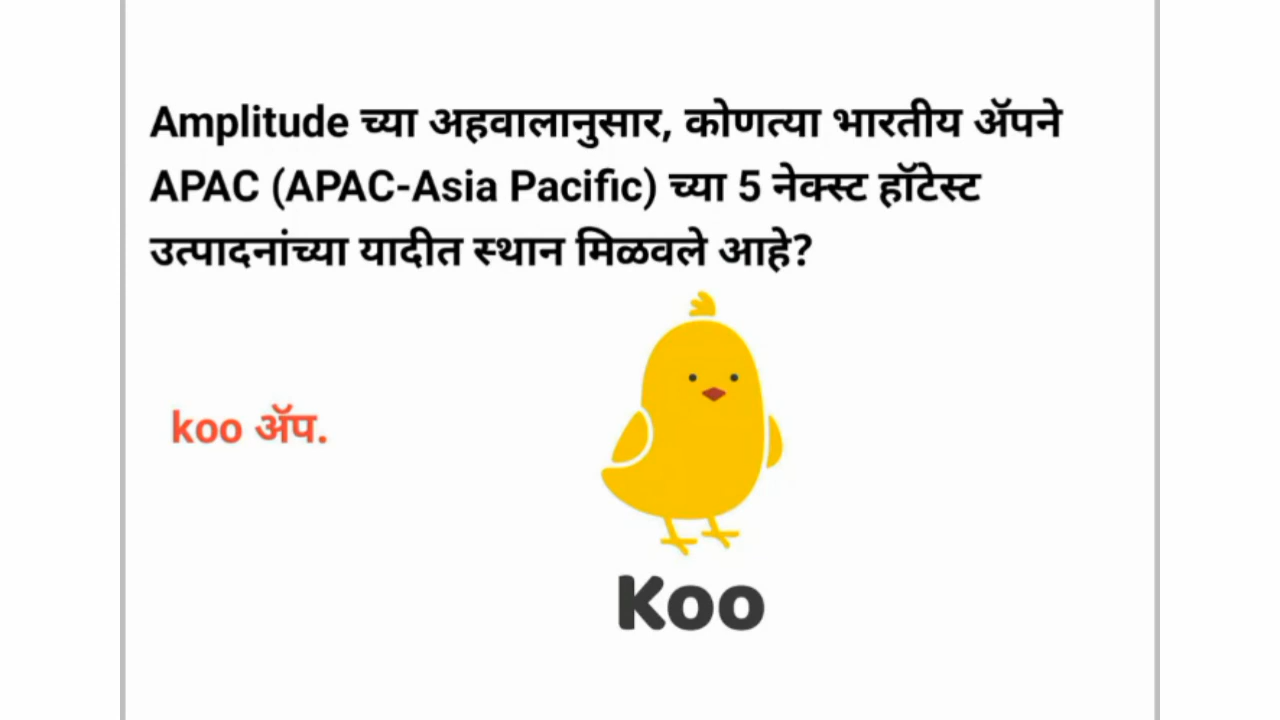 Amplitude च्या अहवालानुसार, कोणत्या भारतीय ॲपने
APAC (APAC-Asia Pacific) च्या 5 नेक्स्ट हॉटेस्ट
उत्पादनांच्या यादीत स्थान मिळवले आहे?
koo ॲप.
Koo